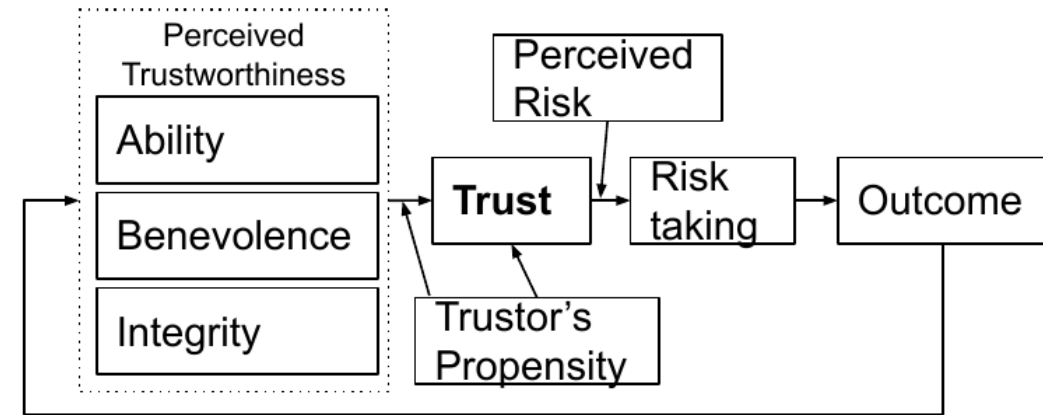 Perceived
Trustworthiness
Ability
Benevolence
Integrity
Perceived
Risk
Trust
Risk
taking
Outcome
Trustor’s
Propensity